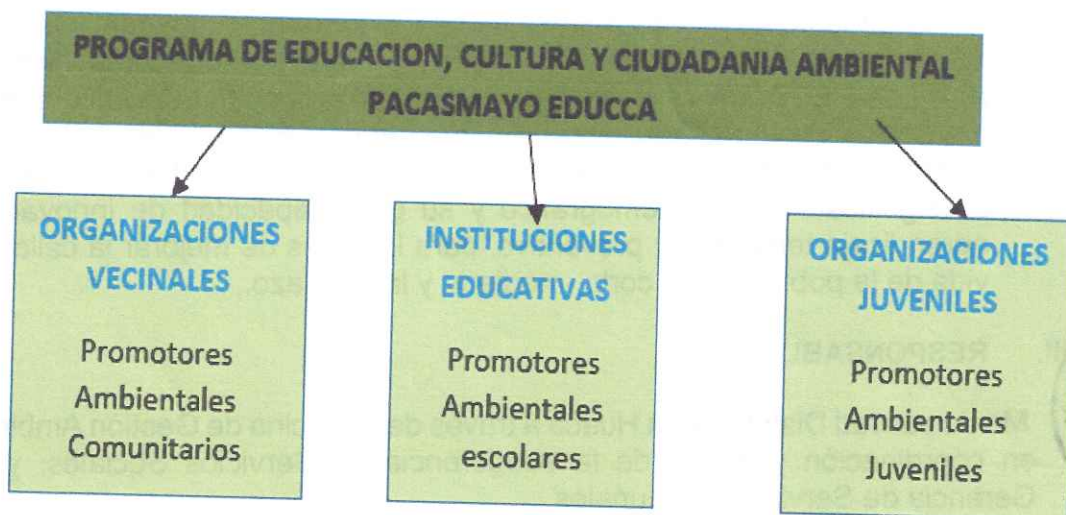 PROGRAMA DE EDUCACION, CULTURA Y CIUDADANIA AMBIENTAL
PACASMAYO EDUCCA
ORGANIZACIONES
VECINALES
Promotores
Ambientales
Comunitarios
INSTITUCIONES
EDUCATIVAS
Promotores
Ambientales
escolares
ORGANIZACIONES
JUVENILES
Promotores
Ambientales
Juveniles